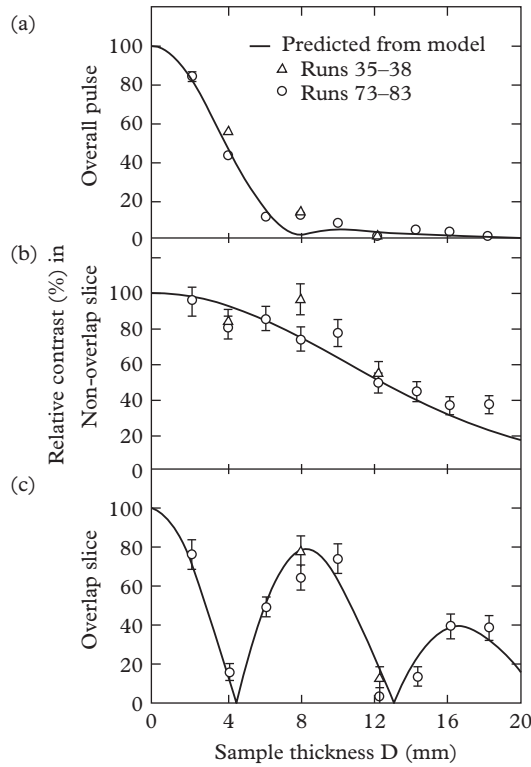 (a)
Overall pulse
100
80
60
40
20
0
Predicted from model
Runs 35–38
Runs 73–83
(b)
Relative contrast (%) in
Non-overlap slice
100
80
60
40
20
0
(c)
Overlap slice
100
80
60
40
20
0
0 4 8 12 16 20
Sample thickness D (mm)